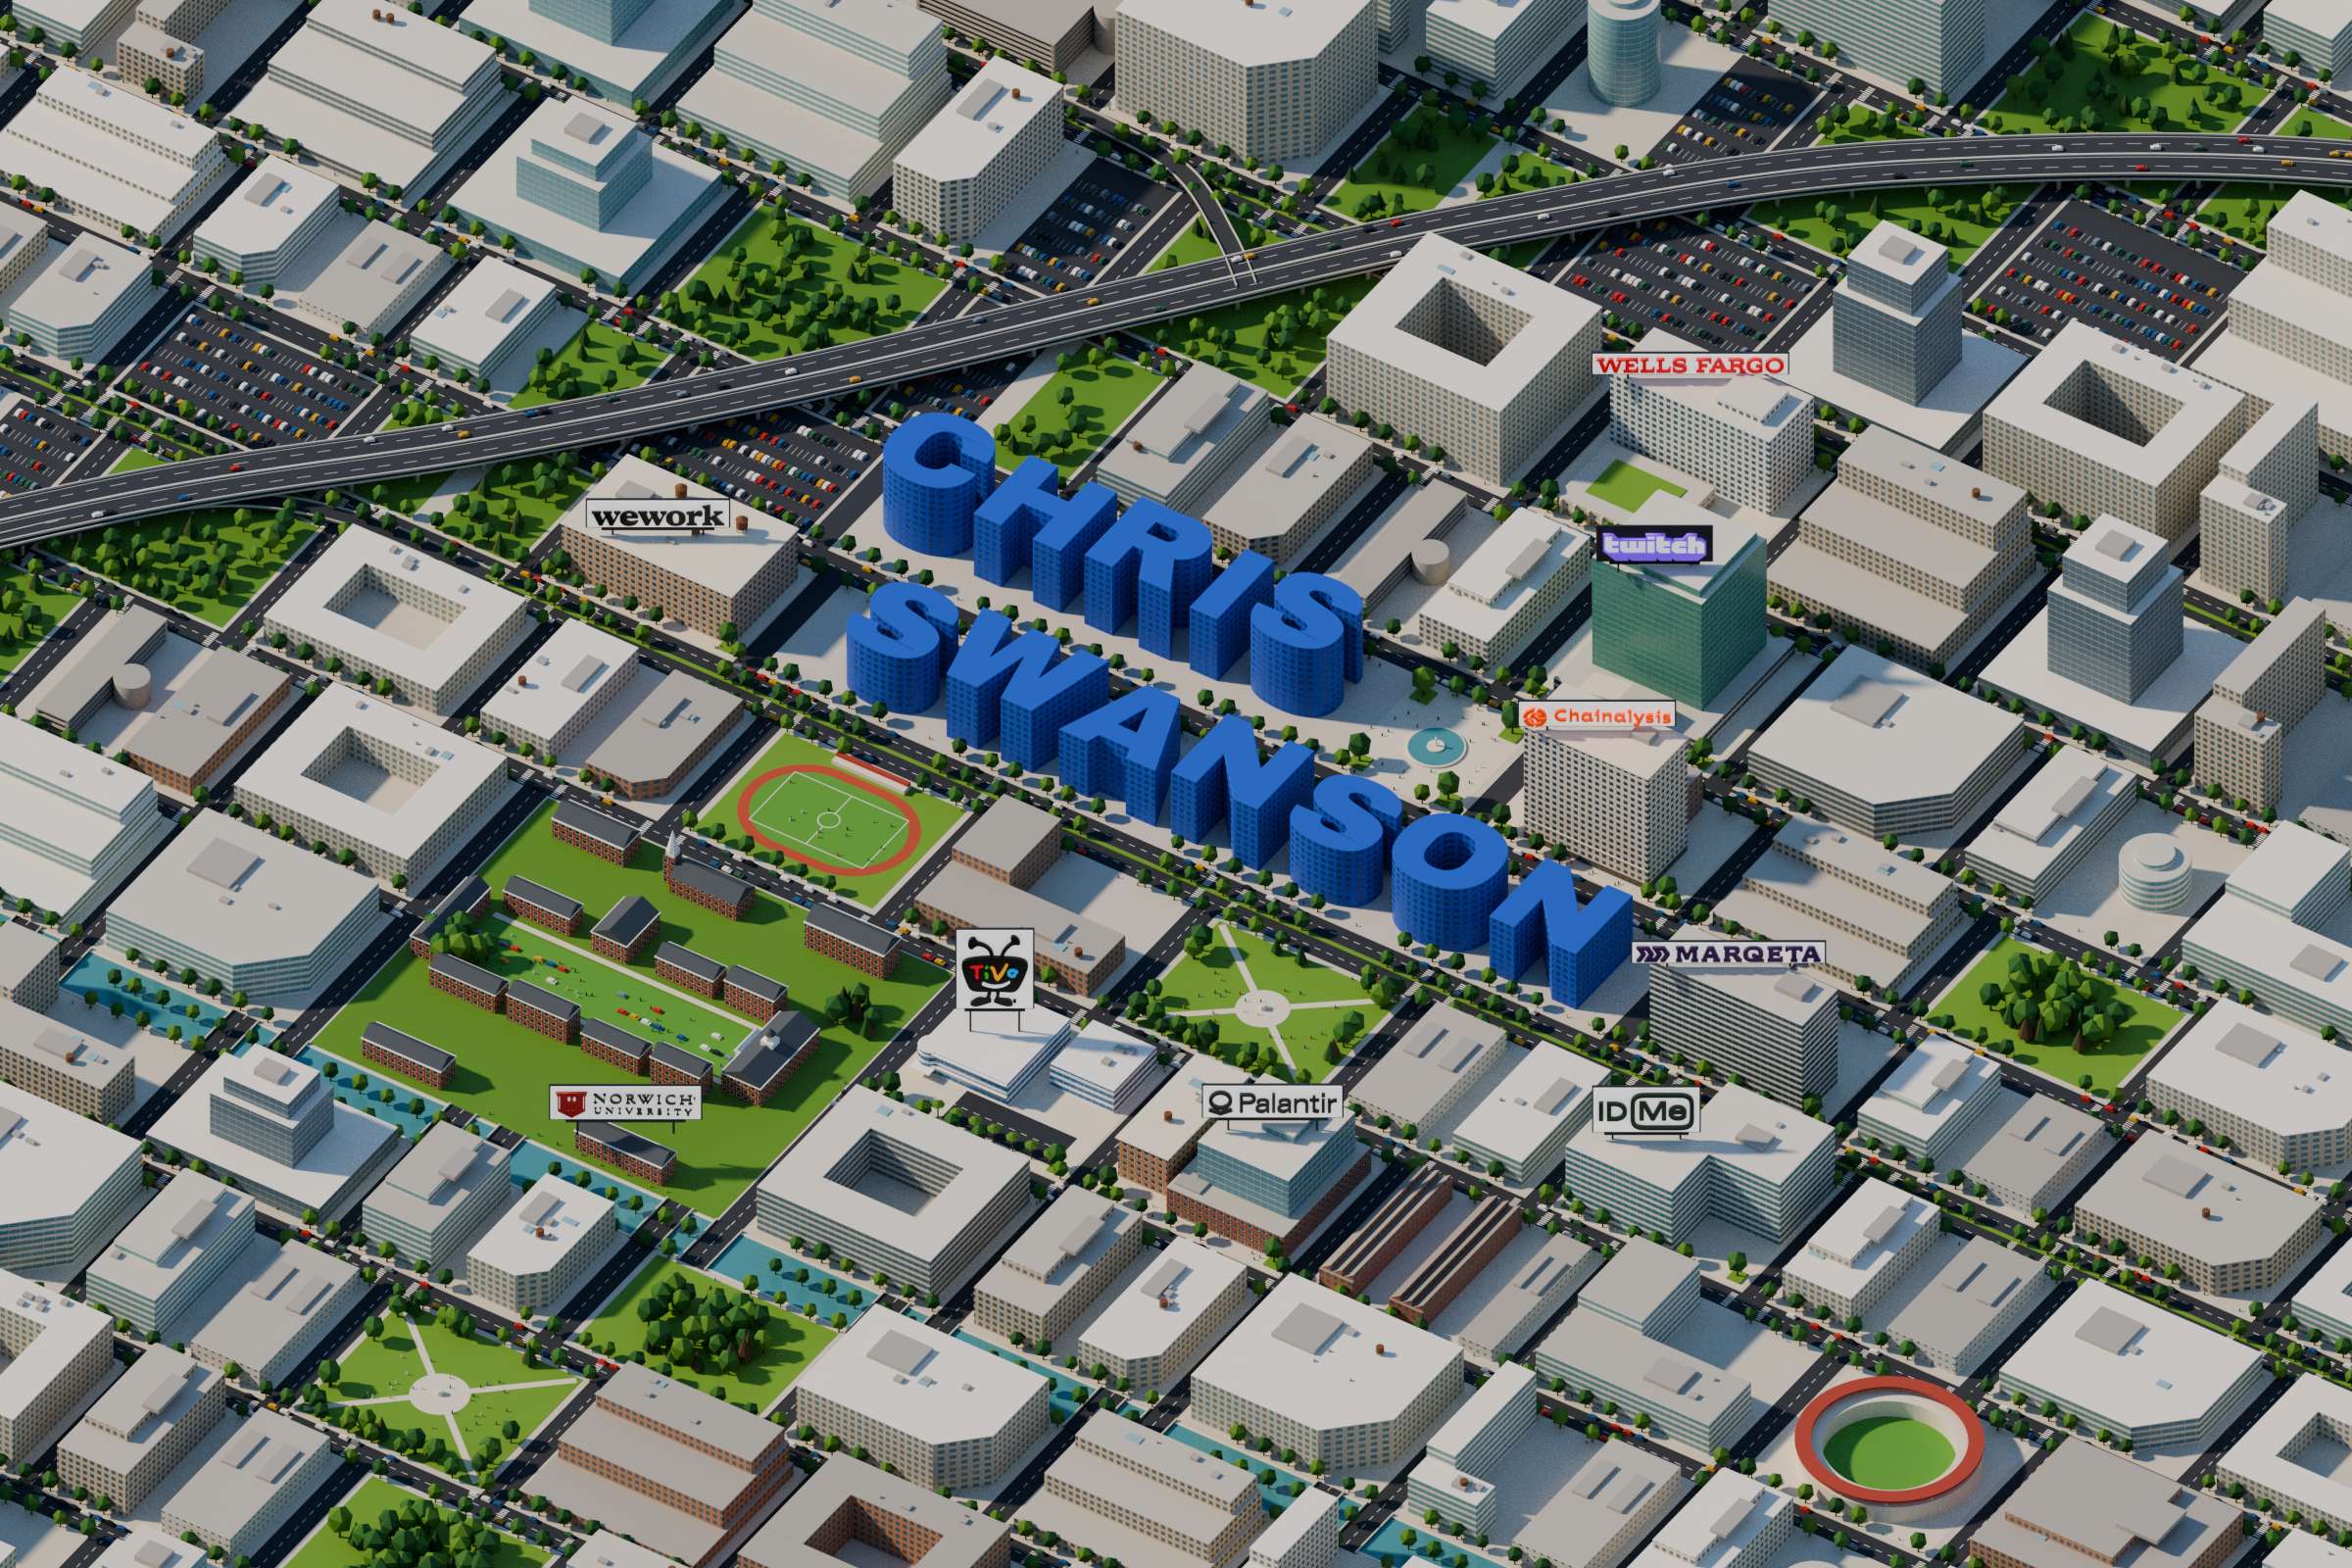 WELLS FARGO
wework
twitch
CHRIS
SWANSON
Chainalysis
TiVo
MARQETA
NORWICH
UNIVERSITY
Palantir
ID Me